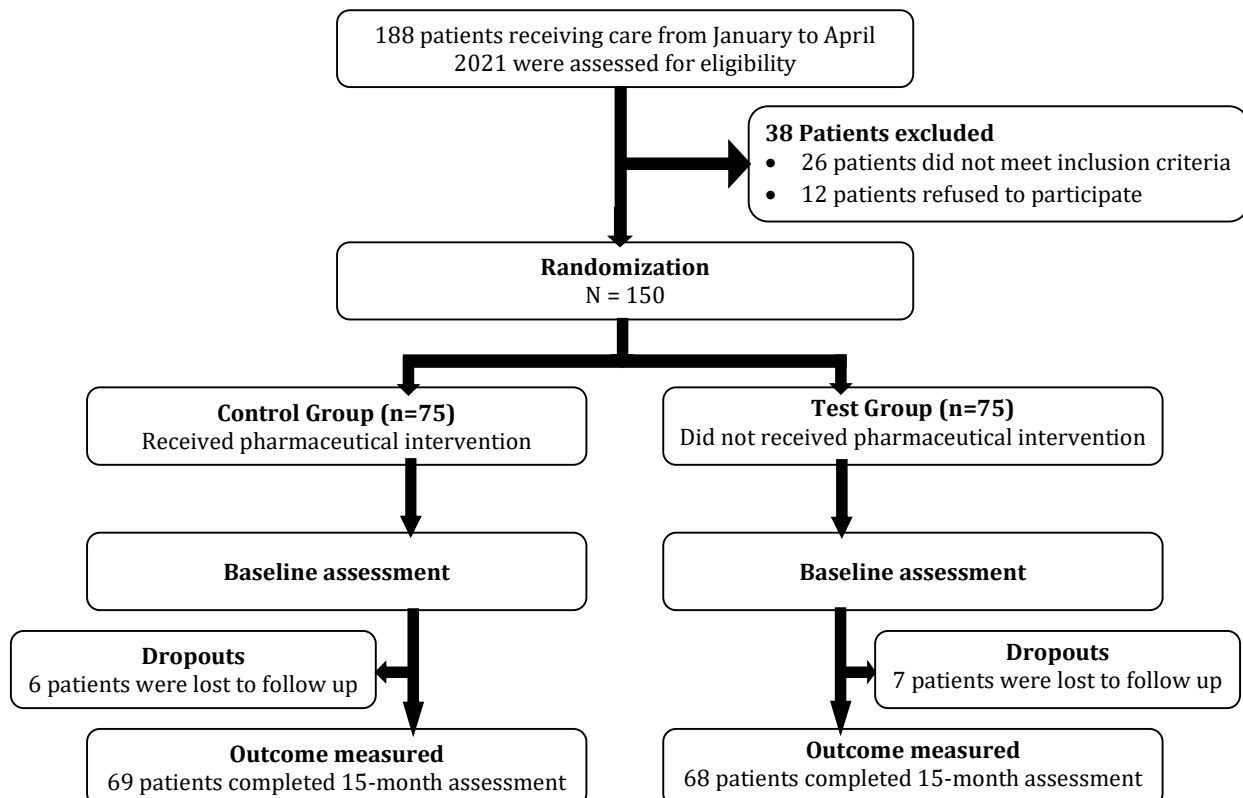 188 patients receiving care from January to April
2021 were assessed for eligibility
38 Patients excluded
• 26 patients did not meet inclusion criteria
• 12 patients refused to participate
Randomization
N = 150
Control Group (n=75)
Received pharmaceutical intervention
Test Group (n=75)
Did not received pharmaceutical intervention
Baseline assessment
Baseline assessment
Dropouts
6 patients were lost to follow up
Dropouts
7 patients were lost to follow up
Outcome measured
69 patients completed 15-month assessment
Outcome measured
68 patients completed 15-month assessment